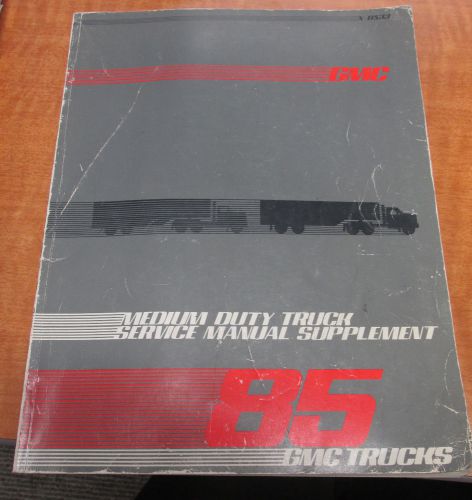 X-8533
GMC
MEDIUM DUTY TRUCK
SERVICE MANUAL SUPPLEMENT
85
GMC TRUCKS